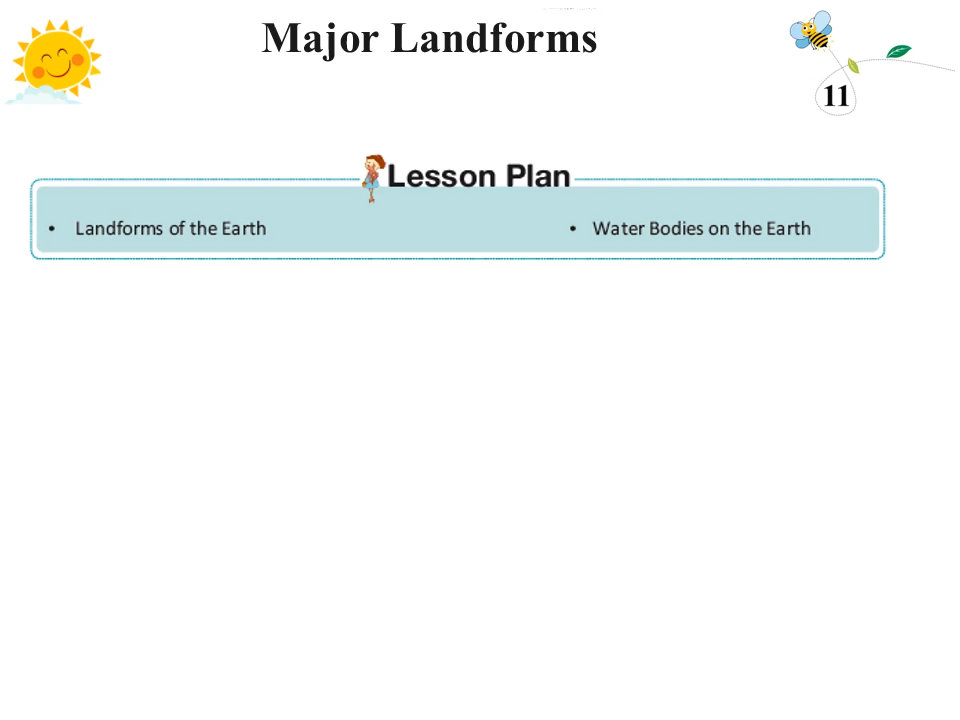 Major Landforms
11
Lesson Plan
• Landforms of the Earth
• Water Bodies on the Earth